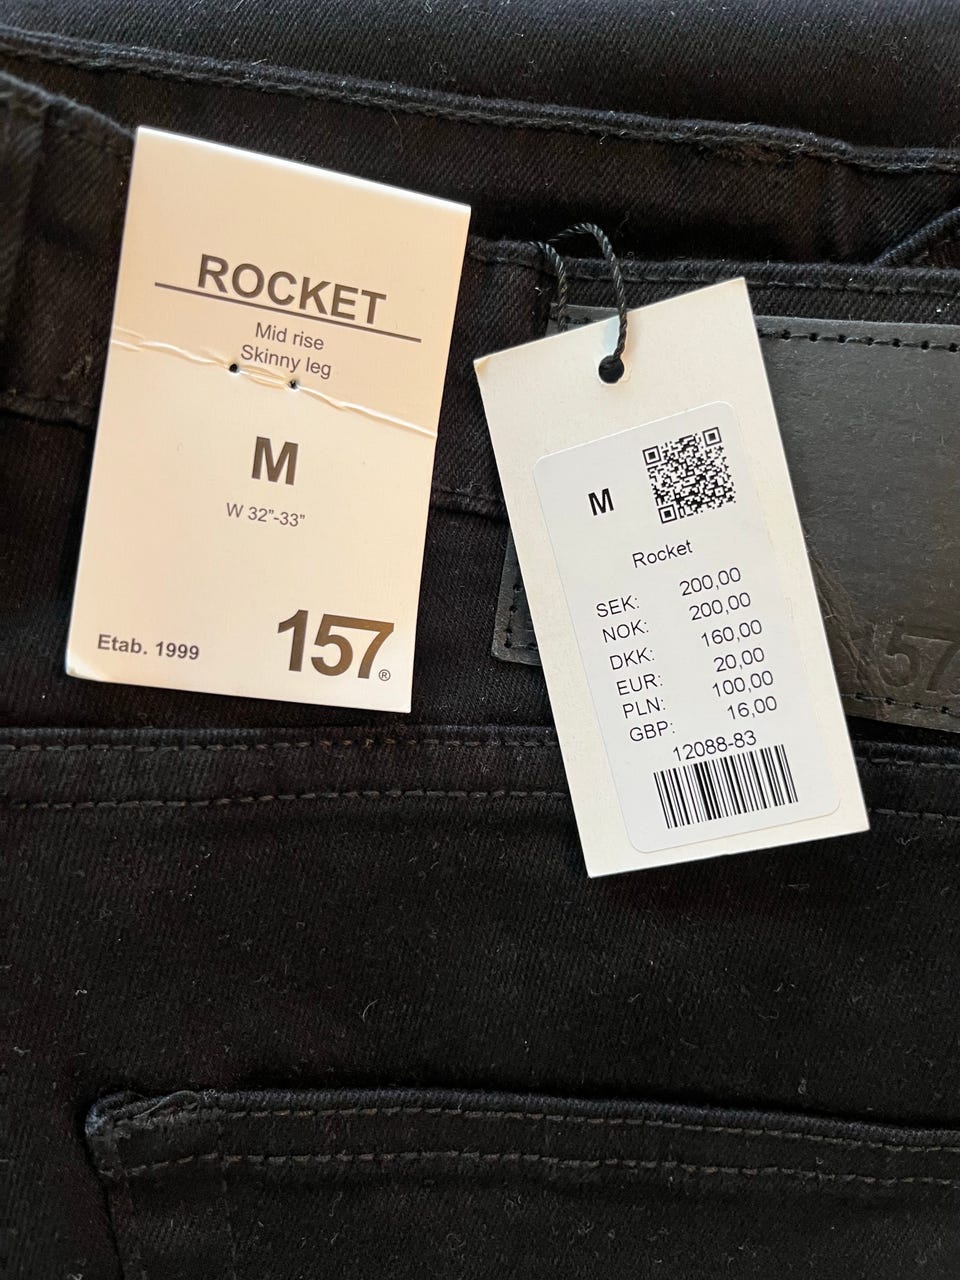 ROCKET
Mid rise
Skinny leg
M
W 32”-33”
Etab. 1999
157®
M
Rocket
SEK: 200,00
NOK: 200,00
DKK: 160,00
EUR: 20,00
PLN: 100,00
GBP: 16,00
12088-83
57